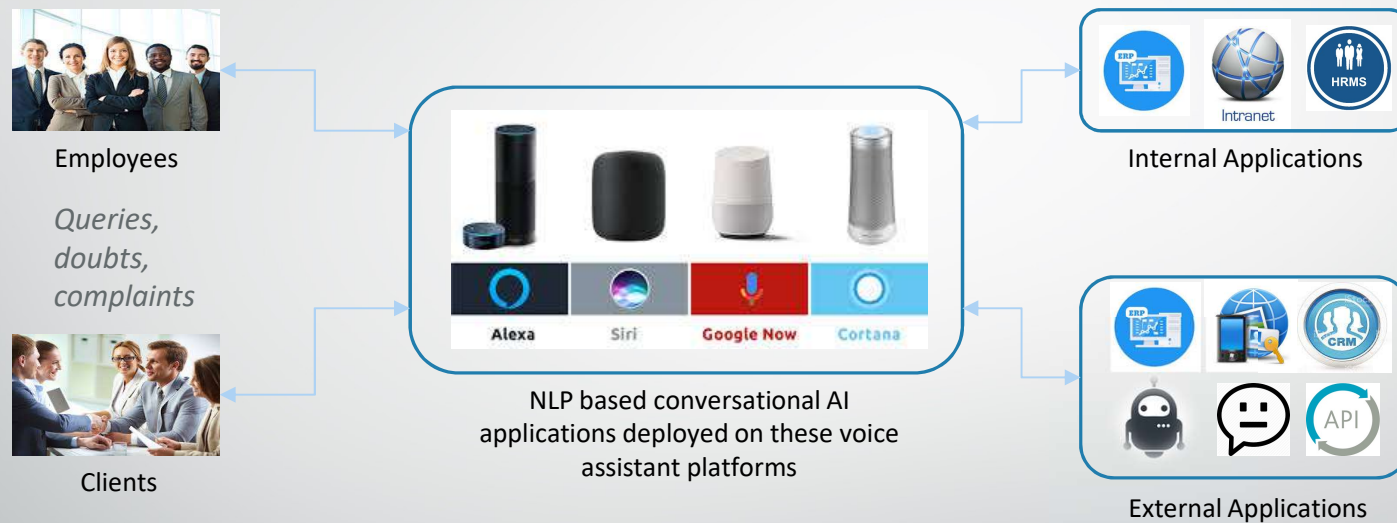 Employees
Queries,
doubts,
complaints
Clients
Alexa
Siri
Google Now
Cortana
NLP based conversational AI
applications deployed on these voice
assistant platforms
ERP
Intranet
HRMS
Internal Applications
ERP
CRM
API
External Applications